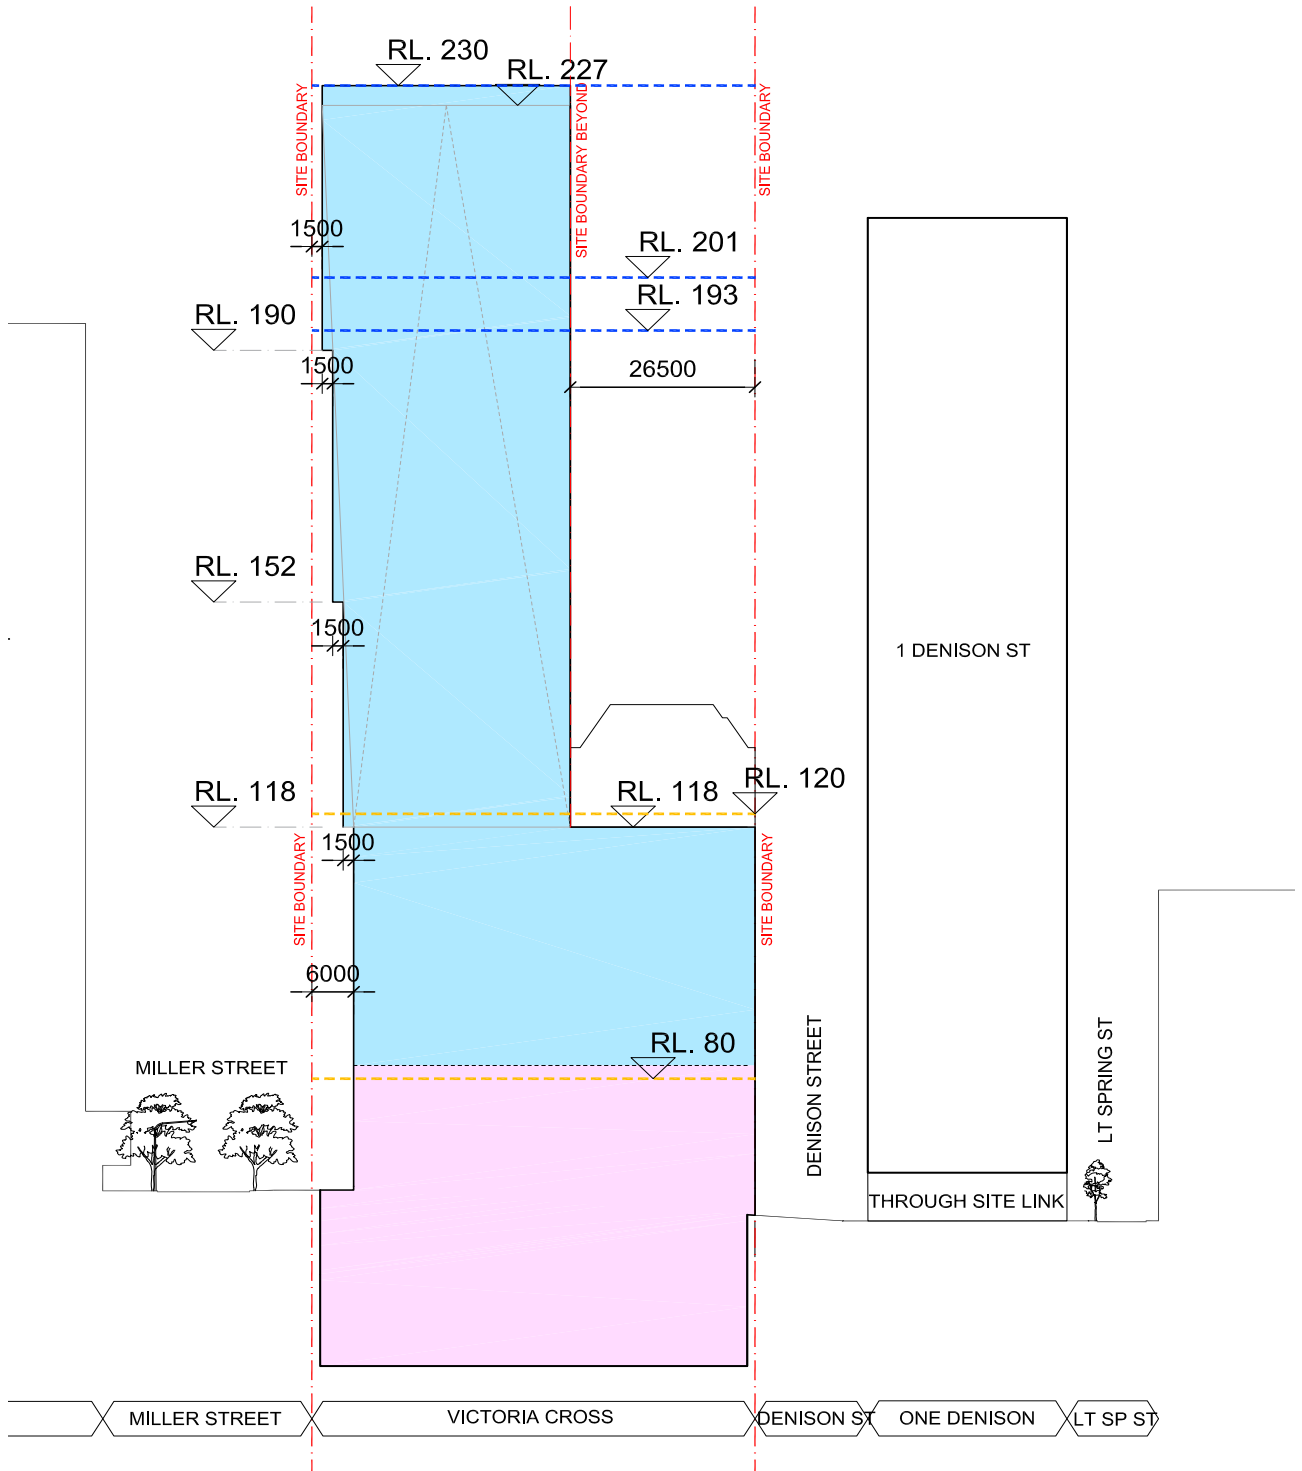 RL. 230
RL. 227
SITE BOUNDARY
SITE BOUNDARY BEYOND
SITE BOUNDARY
1500
RL. 201
RL. 193
RL. 190
1500
26500
RL. 152
1500
1 DENISON ST
RL. 118
RL. 118
RL. 120
1500
SITE BOUNDARY
SITE BOUNDARY
6000
RL. 80
MILLER STREET
DENISON STREET
LT SPRING ST
THROUGH SITE LINK
MILLER STREET
VICTORIA CROSS
DENISON ST
ONE DENISON
LT SP ST